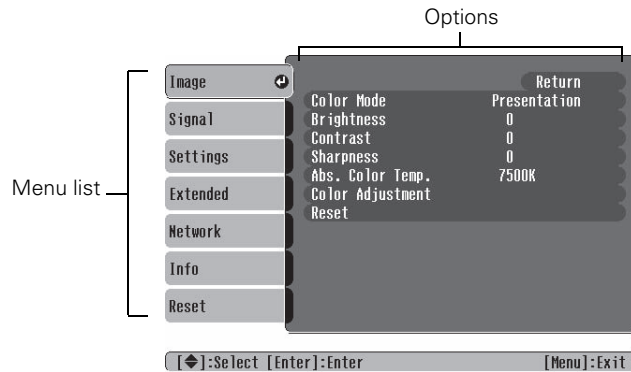 Options
Menu list
Image
Signal
Settings
Extended
Network
Info
Reset
Return
Color Mode Presentation
Brightness 0
Contrast 0
Sharpness 0
Abs. Color Temp. 7500K
Color Adjustment
Reset
[◆]:Select [Enter]:Enter [Menu]:Exit